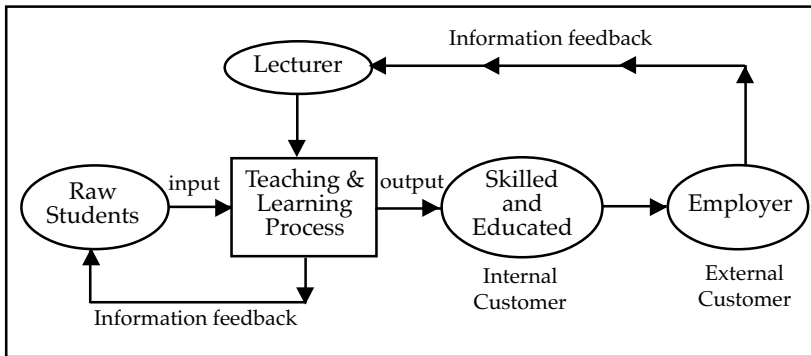 Information feedback
Lecturer
Raw
Students
input
Teaching &
Learning
Process
output
Skilled
and
Educated
Employer
Internal
Customer
External
Customer
Information feedback